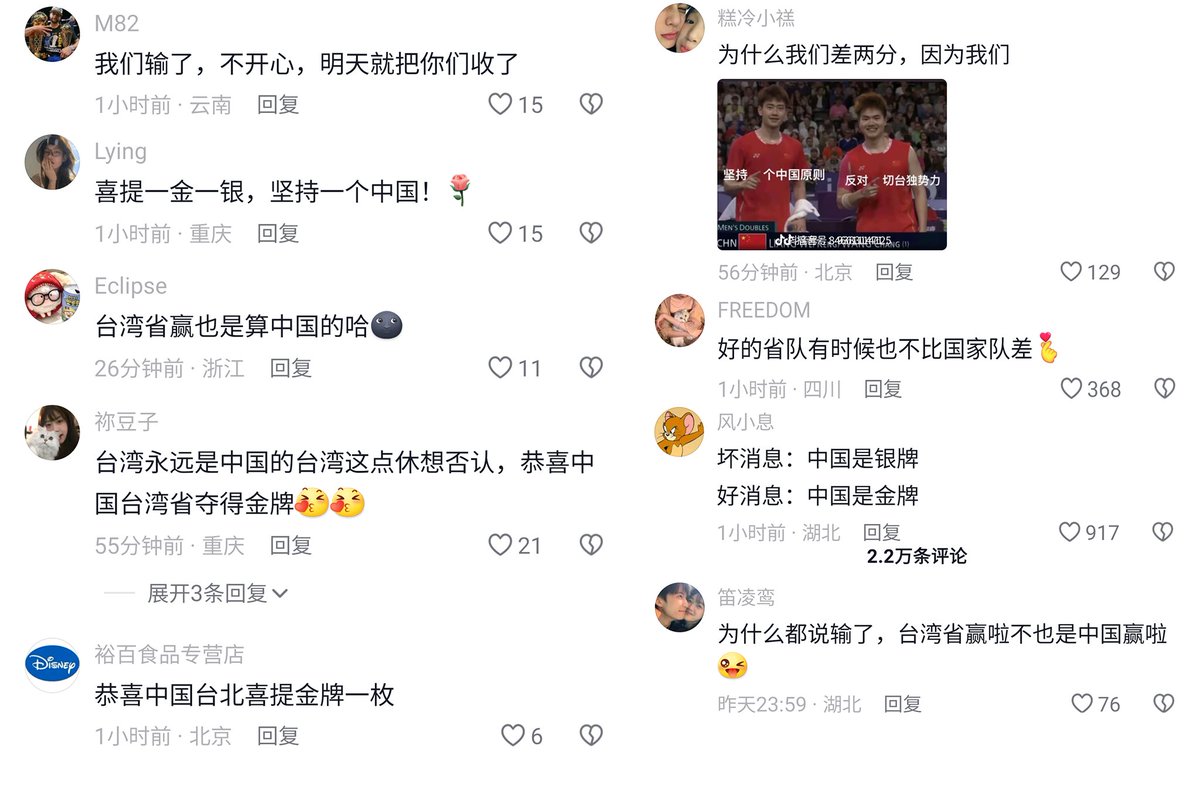 M82
我们输了，不开心，明天就把你们收了
1小时前 · 云南 回复 15
Lying
喜提一金一银，坚持一个中国！🌹
1小时前 · 重庆 回复 15
Eclipse
台湾省赢也是算中国的哈🌚
26分钟前 · 浙江 回复 11
祢豆子
台湾永远是中国的台湾这点休想否认，恭喜中
国台湾省夺得金牌😘😘
55分钟前 · 重庆 回复 21
展开3条回复
Disney
裕百食品专营店
恭喜中国台北喜提金牌一枚
1小时前 · 北京 回复 6
糕冷小禚
为什么我们差两分，因为我们
坚持 个中国原则
反对 切台独势力
MEN'S DOUBLES
CHN
56分钟前 · 北京 回复 129
FREEDOM
好的省队有时候也不比国家队差🫰
1小时前 · 四川 回复 368
风小息
坏消息：中国是银牌
好消息：中国是金牌
1小时前 · 湖北 回复 917
2.2万条评论
笛凌鸾
为什么都说输了，台湾省赢啦不也是中国赢啦
😜
昨天23:59 · 湖北 回复 76